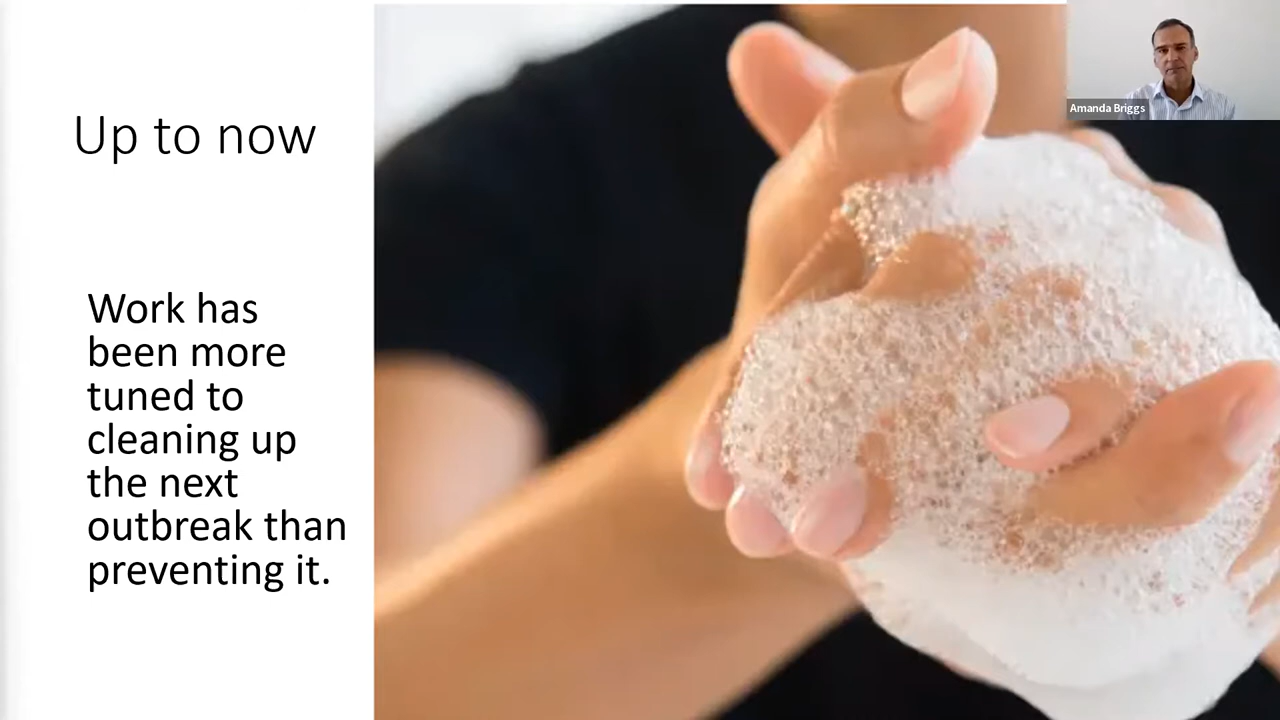 Up to now
Amanda Briggs
Work has
been more
tuned to
cleaning up
the next
outbreak than
preventing it.